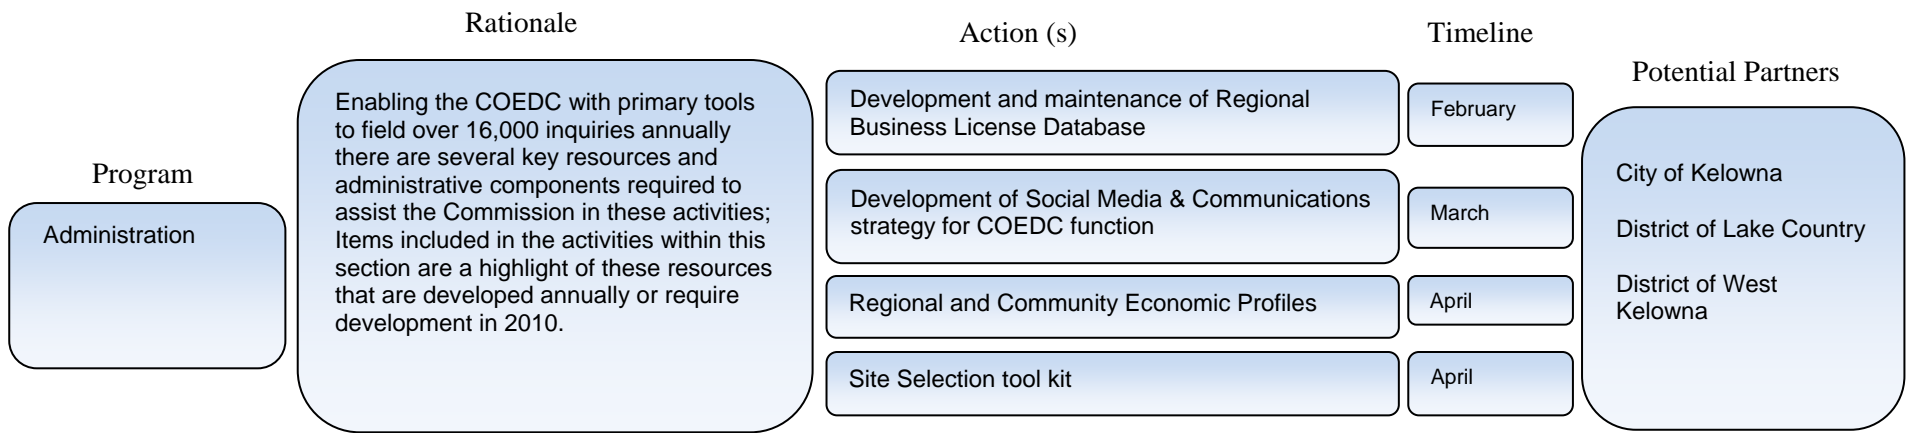 Program
Administration
Rationale
Enabling the COEDC with primary tools
to field over 16,000 inquiries annually
there are several key resources and
administrative components required to
assist the Commission in these activities;
Items included in the activities within this
section are a highlight of these resources
that are developed annually or require
development in 2010.
Action (s)
Development and maintenance of Regional
Business License Database
Development of Social Media & Communications
strategy for COEDC function
Regional and Community Economic Profiles
Site Selection tool kit
Timeline
February
March
April
April
Potential Partners
City of Kelowna
District of Lake Country
District of West
Kelowna